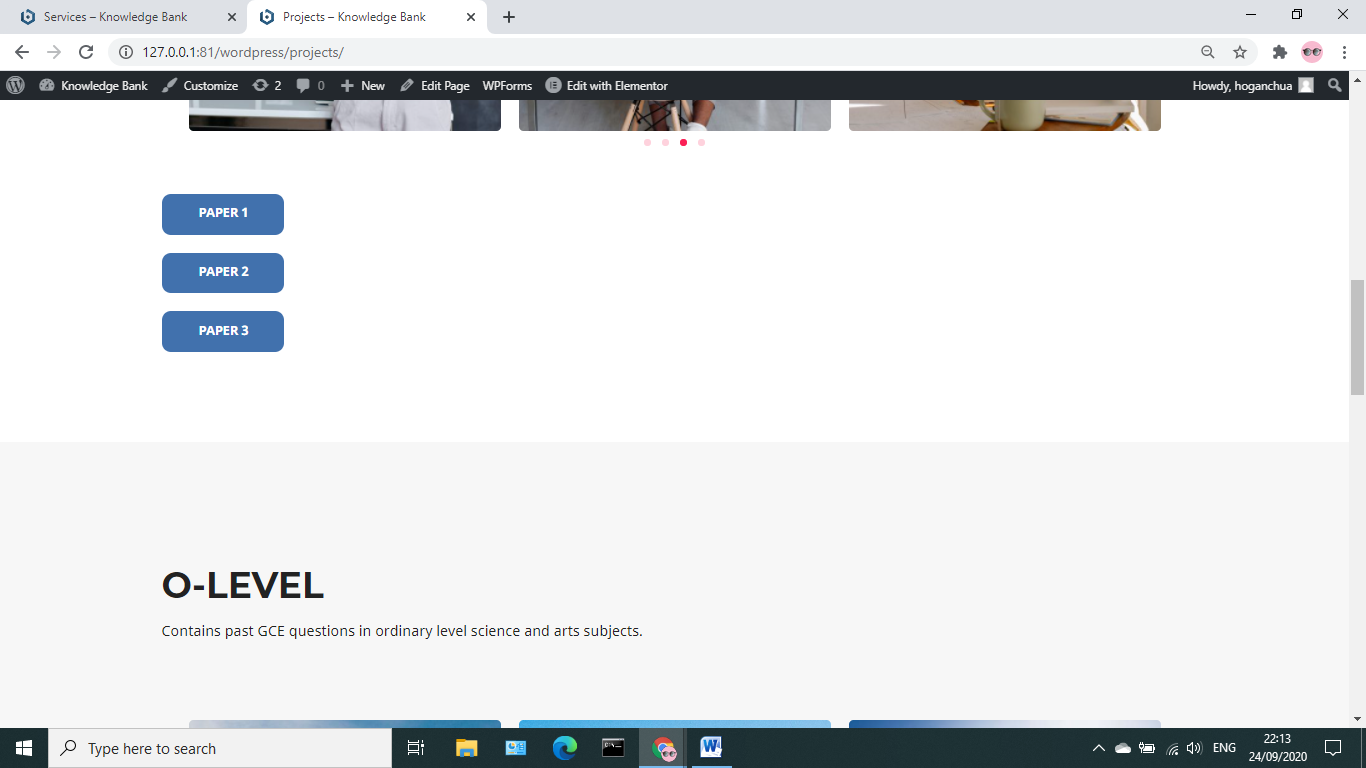 Services – Knowledge Bank
Projects – Knowledge Bank
127.0.0.1:81/wordpress/projects/
Knowledge Bank Customize 2 0 New Edit Page WPForms Edit with Elementor Howdy, hoganchua
PAPER 1
PAPER 2
PAPER 3
O-LEVEL
Contains past GCE questions in ordinary level science and arts subjects.
Type here to search
ENG
22:13
24/09/2020